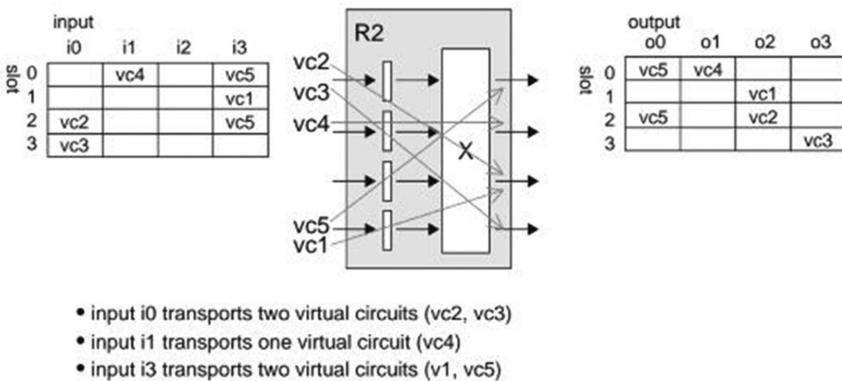 input
i0 i1 i2 i3
slot
0 vc4 vc5
1 vc1
2 vc2 vc5
3 vc3
R2
vc2
vc3
vc4
X
vc5
vc1
output
o0 o1 o2 o3
slot
0 vc5 vc4
1 vc1
2 vc5 vc2
3 vc3
• input i0 transports two virtual circuits (vc2, vc3)
• input i1 transports one virtual circuit (vc4)
• input i3 transports two virtual circuits (v1, vc5)